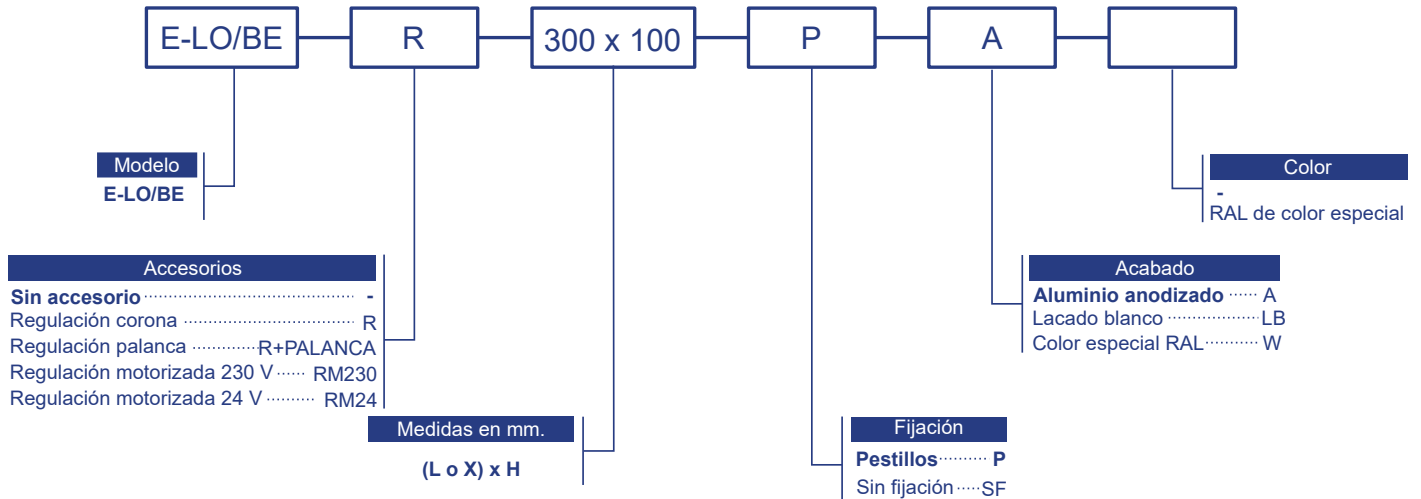 E-LO/BE R 300 x 100 P A
Modelo
E-LO/BE
Color
-
RAL de color especial
Accesorios
Sin accesorio -
Regulación corona R
Regulación palanca R+PALANCA
Regulación motorizada 230 V RM230
Regulación motorizada 24 V RM24
Acabado
Aluminio anodizado A
Lacado blanco LB
Color especial RAL W
Medidas en mm.
(L o X) x H
Fijación
Pestillos P
Sin fijación SF